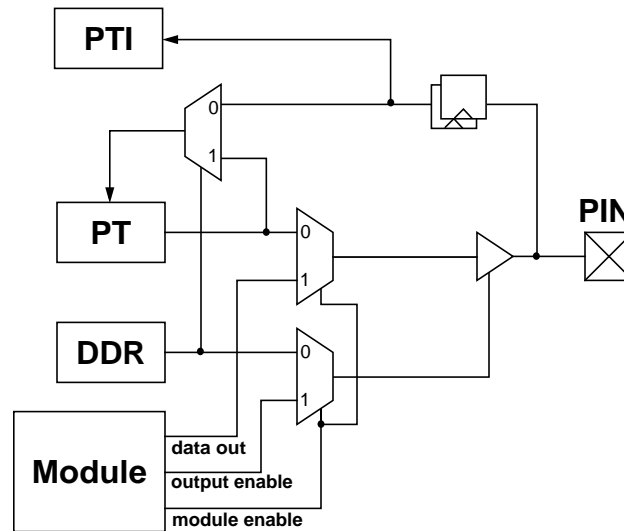 PTI
0
1
PT
PIN
0
1
DDR
0
1
Module
data out
output enable
module enable